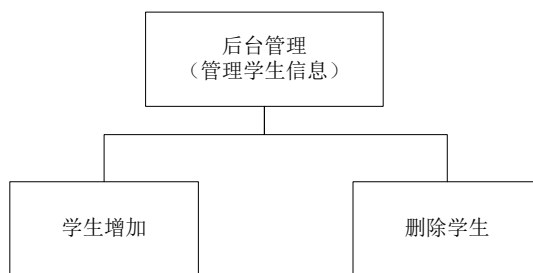 后台管理
（管理学生信息）
学生增加
删除学生